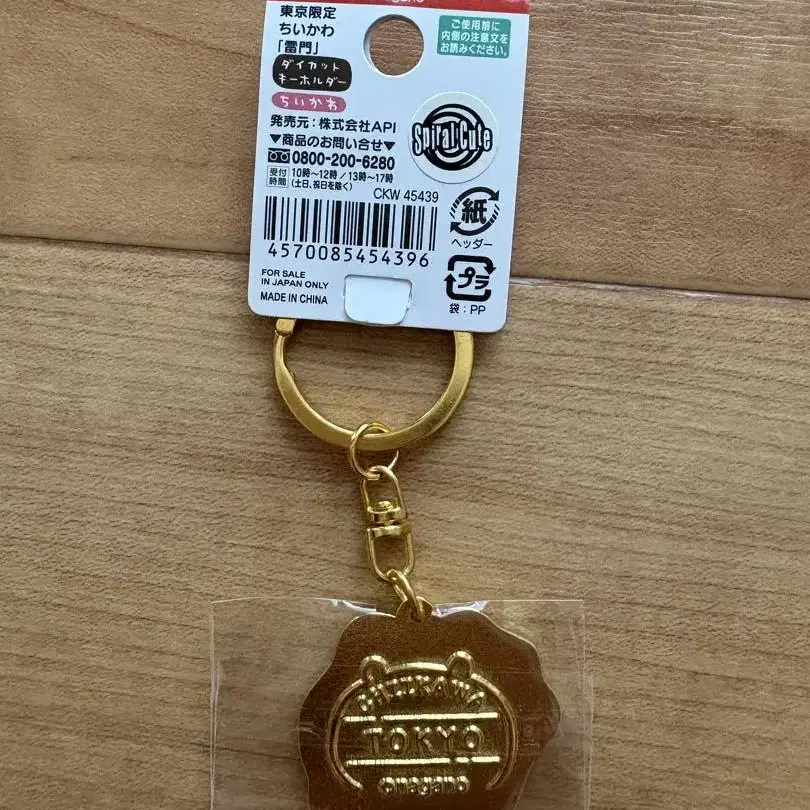 nagano
東京限定
ちいかわ
「雷門」
ダイカット
キーホルダー
ちいかわ
発売元:株式会社API
▼商品のお問い合せ▼
0800-200-6280
受付時間 10時〜12時 / 13時〜17時
(土日、祝日を除く)
CKW 45439
4570085454396
FOR SALE
IN JAPAN ONLY
MADE IN CHINA
ご使用前に
内側の注意文を
お読みください。
Spiral Cute
紙
ヘッダー
プラ
袋:PP
CHIIKAWA
TOKYO
©nagano